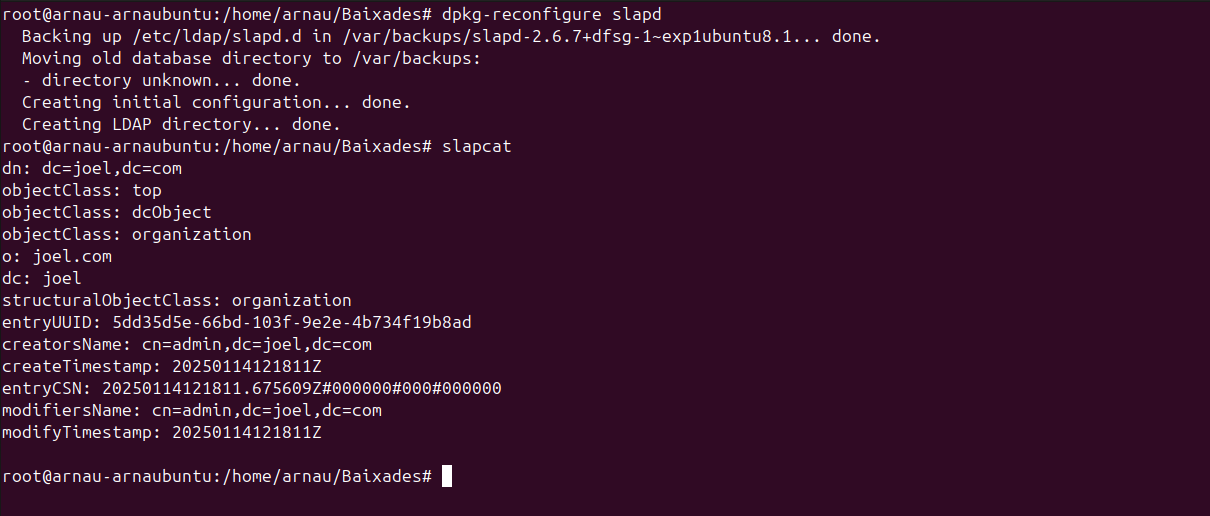 root@arnau-arnaubuntu:/home/arnau/Baixades# dpkg-reconfigure slapd
  Backing up /etc/ldap/slapd.d in /var/backups/slapd-2.6.7+dfsg-1~exp1ubuntu8.1... done.
  Moving old database directory to /var/backups:
  - directory unknown... done.
  Creating initial configuration... done.
  Creating LDAP directory... done.
root@arnau-arnaubuntu:/home/arnau/Baixades# slapcat
dn: dc=joel,dc=com
objectClass: top
objectClass: dcObject
objectClass: organization
o: joel.com
dc: joel
structuralObjectClass: organization
entryUUID: 5dd35d5e-66bd-103f-9e2e-4b734f19b8ad
creatorsName: cn=admin,dc=joel,dc=com
createTimestamp: 20250114121811Z
entryCSN: 20250114121811.675609Z#000000#000#000000
modifiersName: cn=admin,dc=joel,dc=com
modifyTimestamp: 20250114121811Z

root@arnau-arnaubuntu:/home/arnau/Baixades#